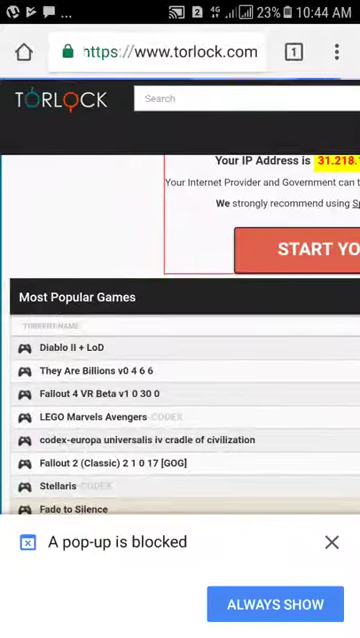 2 4G 23% 10:44 AM
https://www.torlock.com 1
TORLOCK Search
Your IP Address is 31.218.
Your Internet Provider and Government can
We strongly recommend using
START YO
Most Popular Games
TORRENT NAME
Diablo II + LoD
They Are Billions v0 4 6 6
Fallout 4 VR Beta v1 0 30 0
LEGO Marvels Avengers CODEX
codex-europa universalis iv cradle of civilization
Fallout 2 (Classic) 2 1 0 17 [GOG]
Stellaris CODEX
Fade to Silence
A pop-up is blocked
ALWAYS SHOW